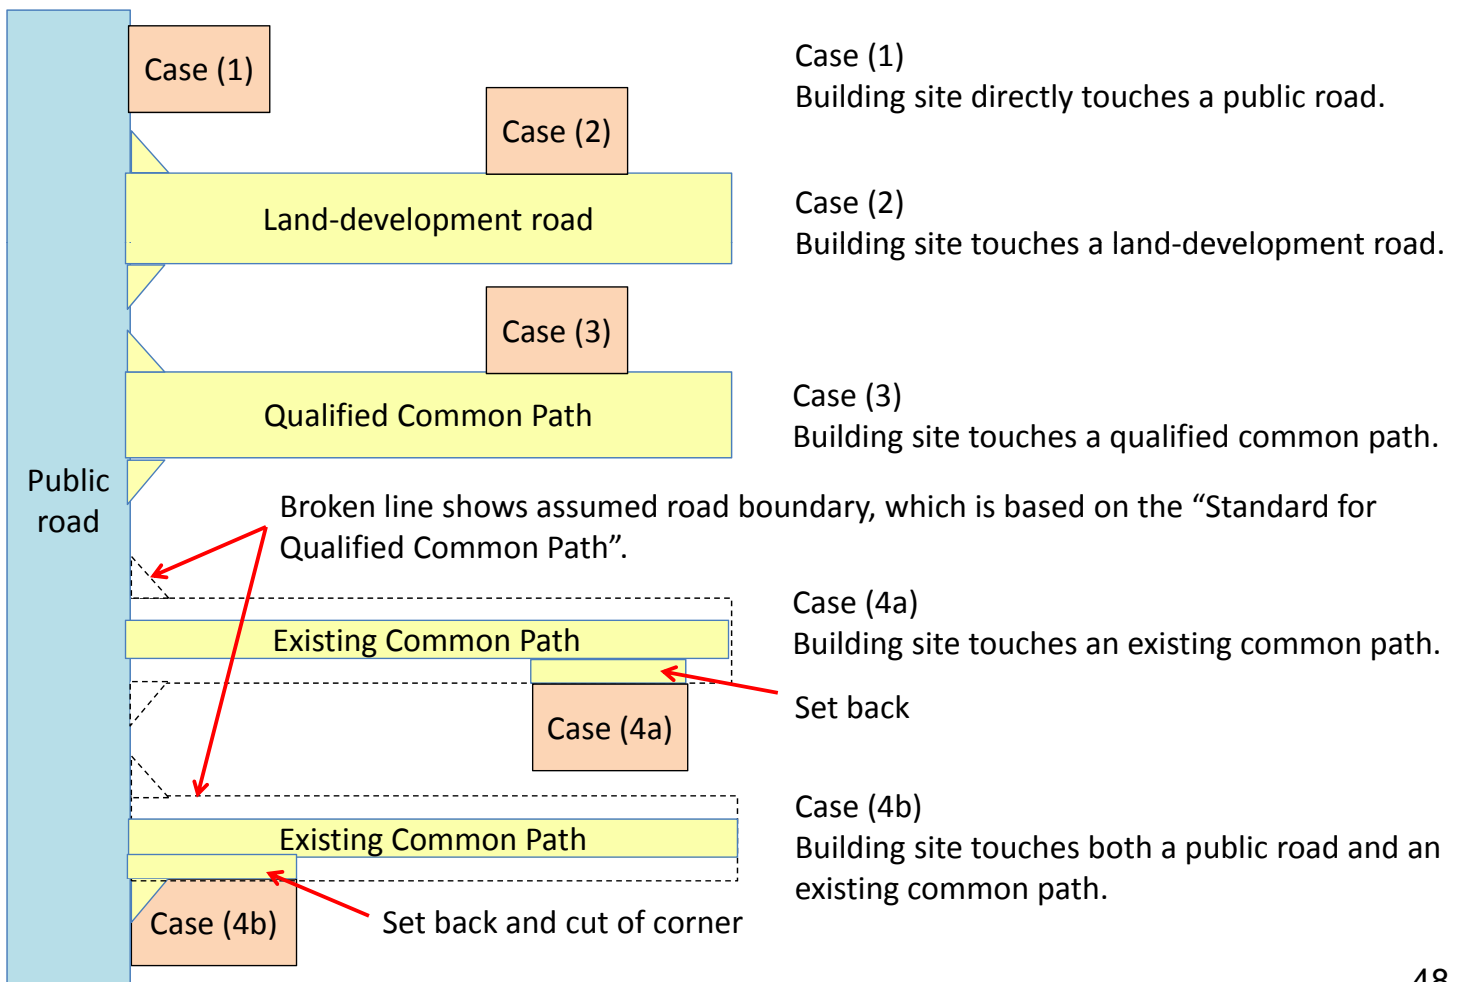 Case (1)
Case (1)
Building site directly touches a public road.
Case (2)
Case (2)
Building site touches a land-development road.
Land-development road
Case (3)
Case (3)
Building site touches a qualified common path.
Qualified Common Path
Public
road
Broken line shows assumed road boundary, which is based on the “Standard for
Qualified Common Path”.
Case (4a)
Building site touches an existing common path.
Existing Common Path
Set back
Case (4a)
Case (4b)
Building site touches both a public road and an
existing common path.
Existing Common Path
Case (4b)
Set back and cut of corner
48